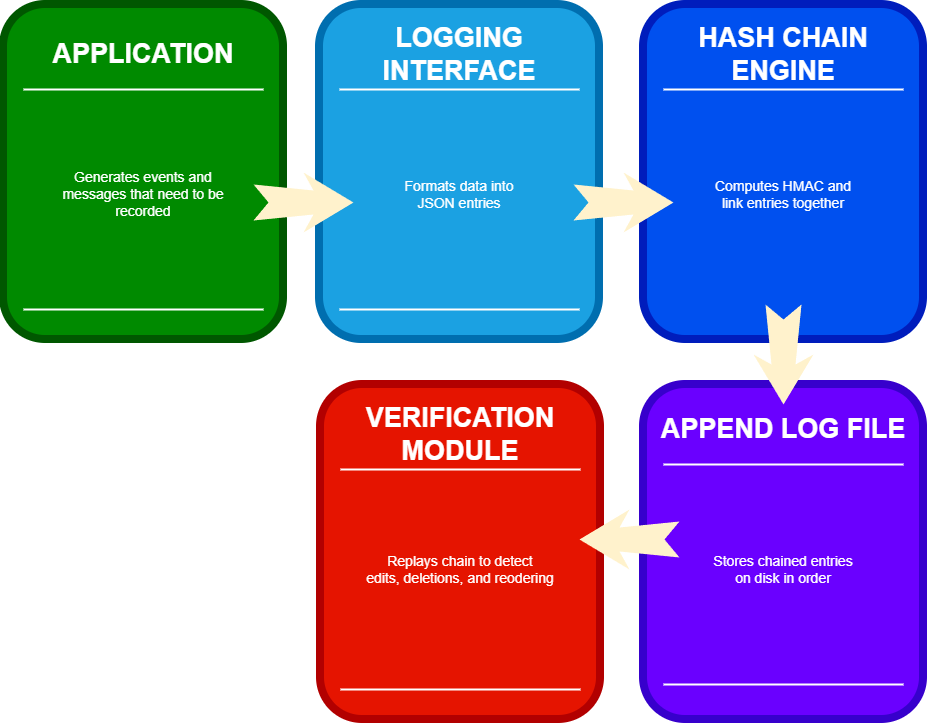 APPLICATION
Generates events and
messages that need to be
recorded
LOGGING
INTERFACE
Formats data into
JSON entries
HASH CHAIN
ENGINE
Computes HMAC and
link entries together
APPEND LOG FILE
Stores chained entries
on disk in order
VERIFICATION
MODULE
Replays chain to detect
edits, deletions, and reodering